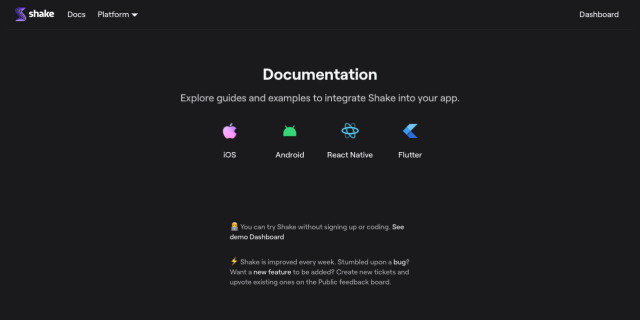 shake Docs Platform Dashboard
Documentation
Explore guides and examples to integrate Shake into your app.
iOS Android React Native Flutter
You can try Shake without signing up or coding. See
demo Dashboard
Shake is improved every week. Stumbled upon a bug?
Want a new feature to be added? Create new tickets and
upvote existing ones on the Public feedback board.